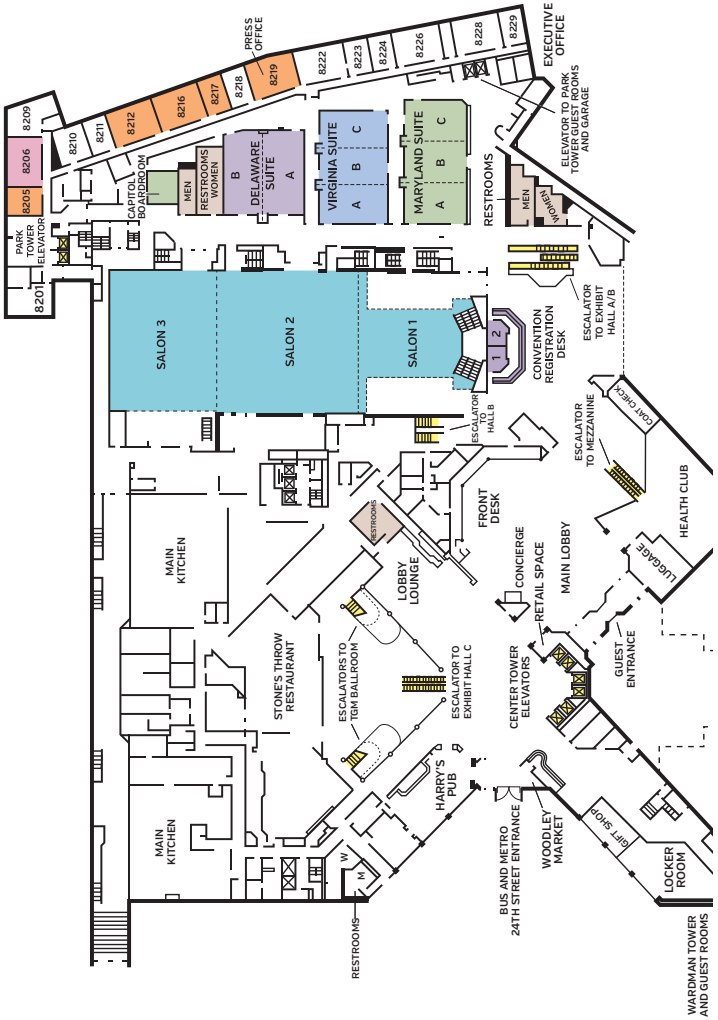 8201
PARK
TOWER
ELEVATOR
8205
8206
8209
8210
8211
8212
8216
8217
8218
8219
PRESS
OFFICE
8222
8223
8224
8226
8228
8229
EXECUTIVE
OFFICE
ELEVATOR TO PARK
TOWER GUEST ROOMS
AND GARAGE
CAPITOL
BOARDROOM
MEN
RESTROOMS
WOMEN
B
DELAWARE
SUITE
A
VIRGINIA SUITE
A
B
C
MARYLAND SUITE
A
B
C
RESTROOMS
MEN
WOMEN
SALON 3
SALON 2
SALON 1
1
2
CONVENTION
REGISTRATION
DESK
ESCALATOR
TO EXHIBIT
HALL A/B
ESCALATOR
TO
HALL B
ESCALATOR
TO MEZZANINE
COAT CHECK
HEALTH CLUB
LUGGAGE
MAIN
KITCHEN
RESTROOMS
FRONT
DESK
LOBBY
LOUNGE
CONCIERGE
RETAIL SPACE
MAIN LOBBY
GUEST
ENTRANCE
STONE'S THROW
RESTAURANT
ESCALATORS TO
TGM BALLROOM
ESCALATOR TO
EXHIBIT HALL C
CENTER TOWER
ELEVATORS
MAIN
KITCHEN
HARRY'S
PUB
W
M
RESTROOMS
BUS AND METRO
24TH STREET ENTRANCE
WOODLEY
MARKET
GIFT SHOP
LOCKER
ROOM
WARDMAN TOWER
AND GUEST ROOMS